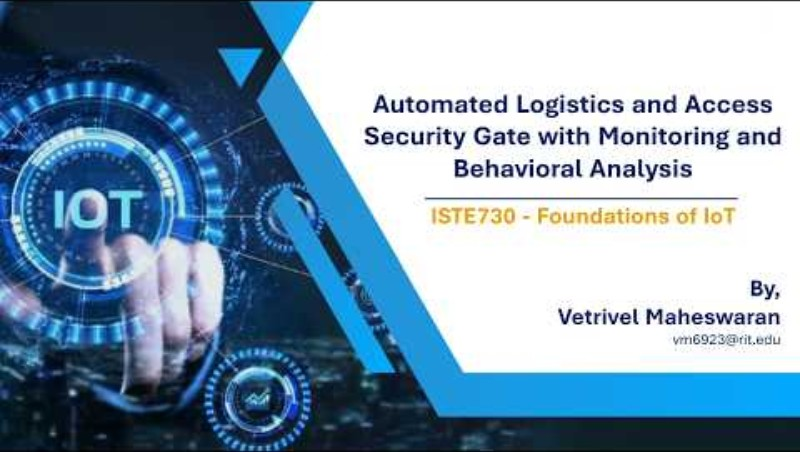 IOT
Automated Logistics and Access
Security Gate with Monitoring and
Behavioral Analysis
ISTE730 - Foundations of IoT
By,
Vetrivel Maheswaran
vm6923@rit.edu